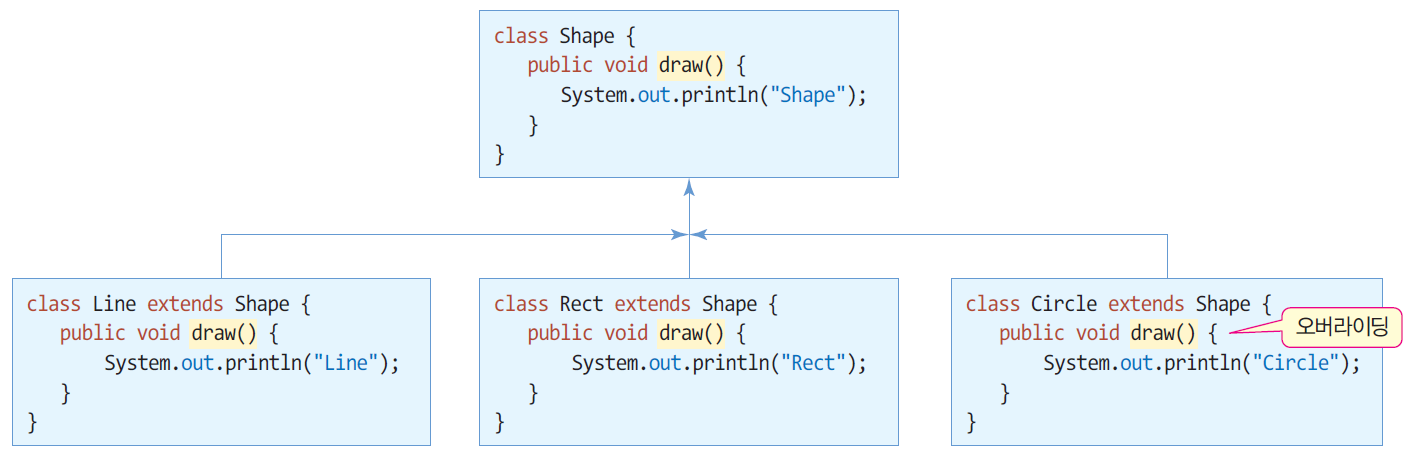 class Shape {
public void draw() {
System.out.println("Shape");
}
}
class Line extends Shape {
public void draw() {
System.out.println("Line");
}
}
class Rect extends Shape {
public void draw() {
System.out.println("Rect");
}
}
class Circle extends Shape {
public void draw() {
System.out.println("Circle");
}
}
오버라이딩